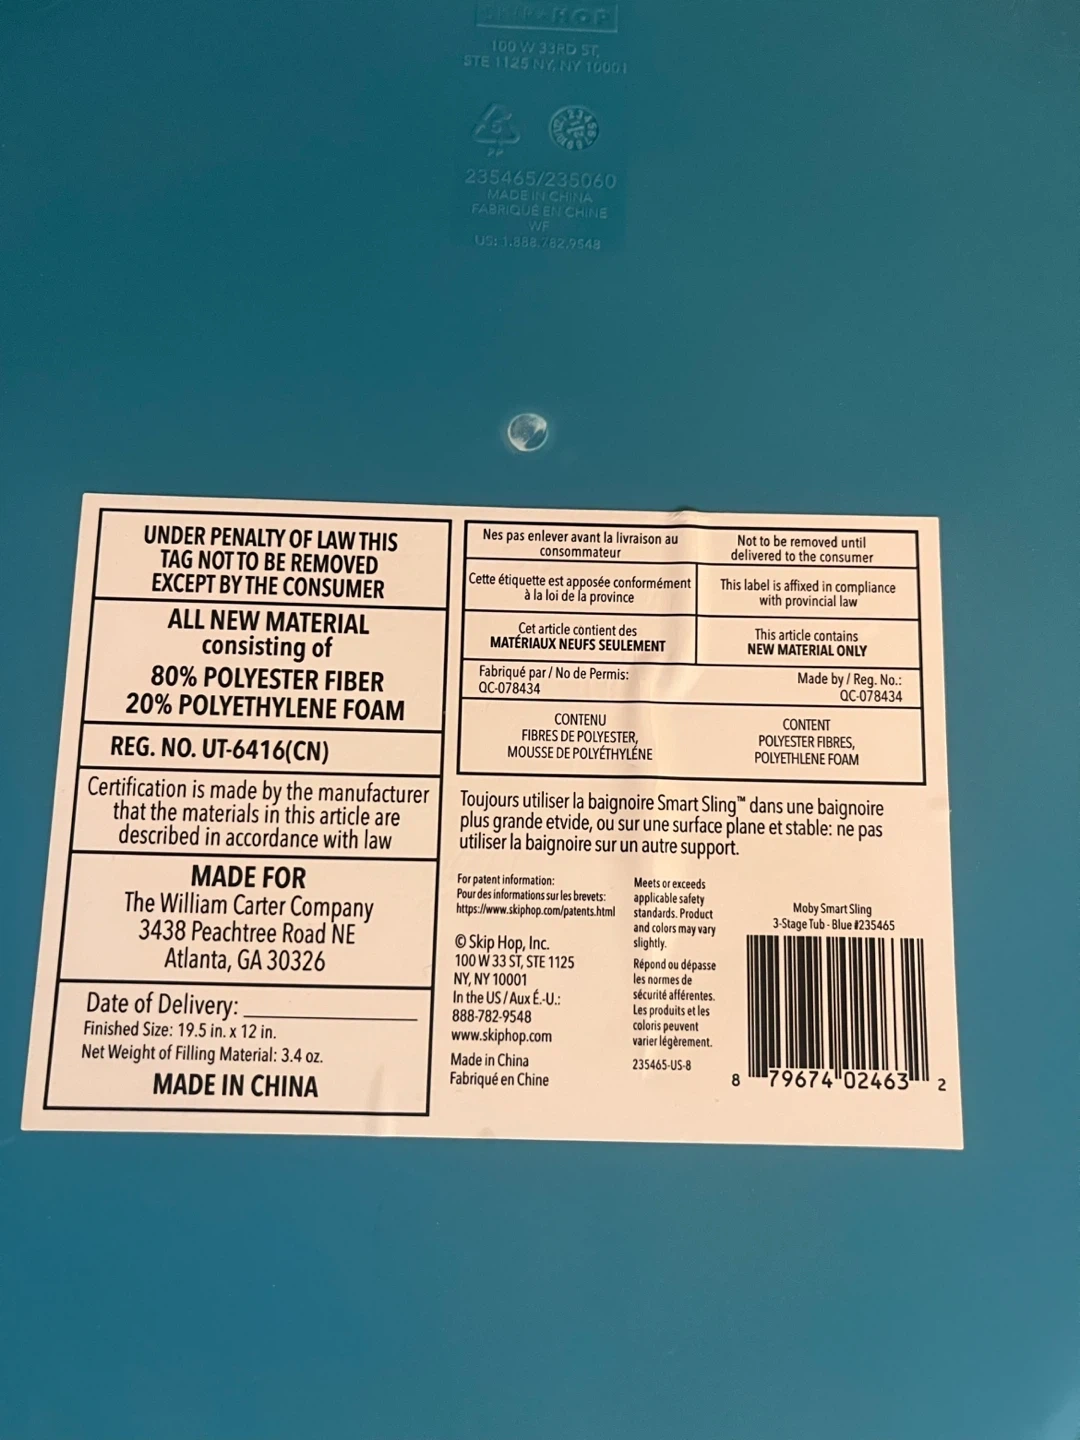 SKIP★HOP
100 W 33RD ST,
STE 1125 NY, NY 10001
5
PP
235465/235060
MADE IN CHINA
FABRIQUÉ EN CHINE
WF
US: 1.888.782.9548
UNDER PENALTY OF LAW THIS
TAG NOT TO BE REMOVED
EXCEPT BY THE CONSUMER
ALL NEW MATERIAL
consisting of
80% POLYESTER FIBER
20% POLYETHYLENE FOAM
REG. NO. UT-6416(CN)
Certification is made by the manufacturer
that the materials in this article are
described in accordance with law
MADE FOR
The William Carter Company
3438 Peachtree Road NE
Atlanta, GA 30326
Date of Delivery:
Finished Size: 19.5 in. x 12 in.
Net Weight of Filling Material: 3.4 oz.
MADE IN CHINA
Nes pas enlever avant la livraison au
consommateur
Not to be removed until
delivered to the consumer
Cette étiquette est apposée conformément
à la loi de la province
This label is affixed in compliance
with provincial law
Cet article contient des
MATÉRIAUX NEUFS SEULEMENT
This article contains
NEW MATERIAL ONLY
Fabriqué par / No de Permis:
QC-078434
Made by / Reg. No.:
QC-078434
CONTENU
FIBRES DE POLYESTER,
MOUSSE DE POLYÉTHYLÉNE
CONTENT
POLYESTER FIBRES,
POLYETHLENE FOAM
Toujours utiliser la baignoire Smart Sling™ dans une baignoire
plus grande etvide, ou sur une surface plane et stable: ne pas
utiliser la baignoire sur un autre support.
For patent information:
Pour des informations sur les brevets:
https://www.skiphop.com/patents.html
© Skip Hop, Inc.
100 W 33 ST, STE 1125
NY, NY 10001
In the US / Aux É.-U.:
888-782-9548
www.skiphop.com
Made in China
Fabriqué en Chine
Meets or exceeds
applicable safety
standards. Product
and colors may vary
slightly.
Répond ou dépasse
les normes de
sécurité afférentes.
Les produits et les
coloris peuvent
varier légèrement.
235465-US-8
Moby Smart Sling
3-Stage Tub - Blue #235465
8 79674 02463 2